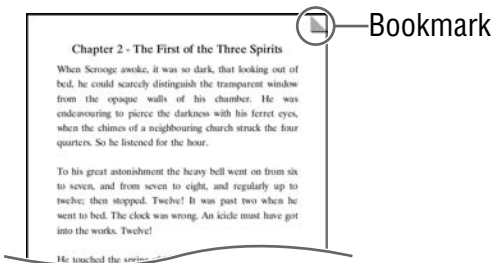 Bookmark
Chapter 2 - The First of the Three Spirits
When Scrooge awoke, it was so dark, that looking out of
bed, he could scarcely distinguish the transparent window
from the opaque walls of his chamber. He was
endeavouring to pierce the darkness with his ferret eyes,
when the chimes of a neighbouring church struck the four
quarters. So he listened for the hour.
To his great astonishment the heavy bell went on from six
to seven, and from seven to eight, and regularly up to
twelve; then stopped. Twelve! It was past two when he
went to bed. The clock was wrong. An icicle must have got
into the works. Twelve!
He touched the spring